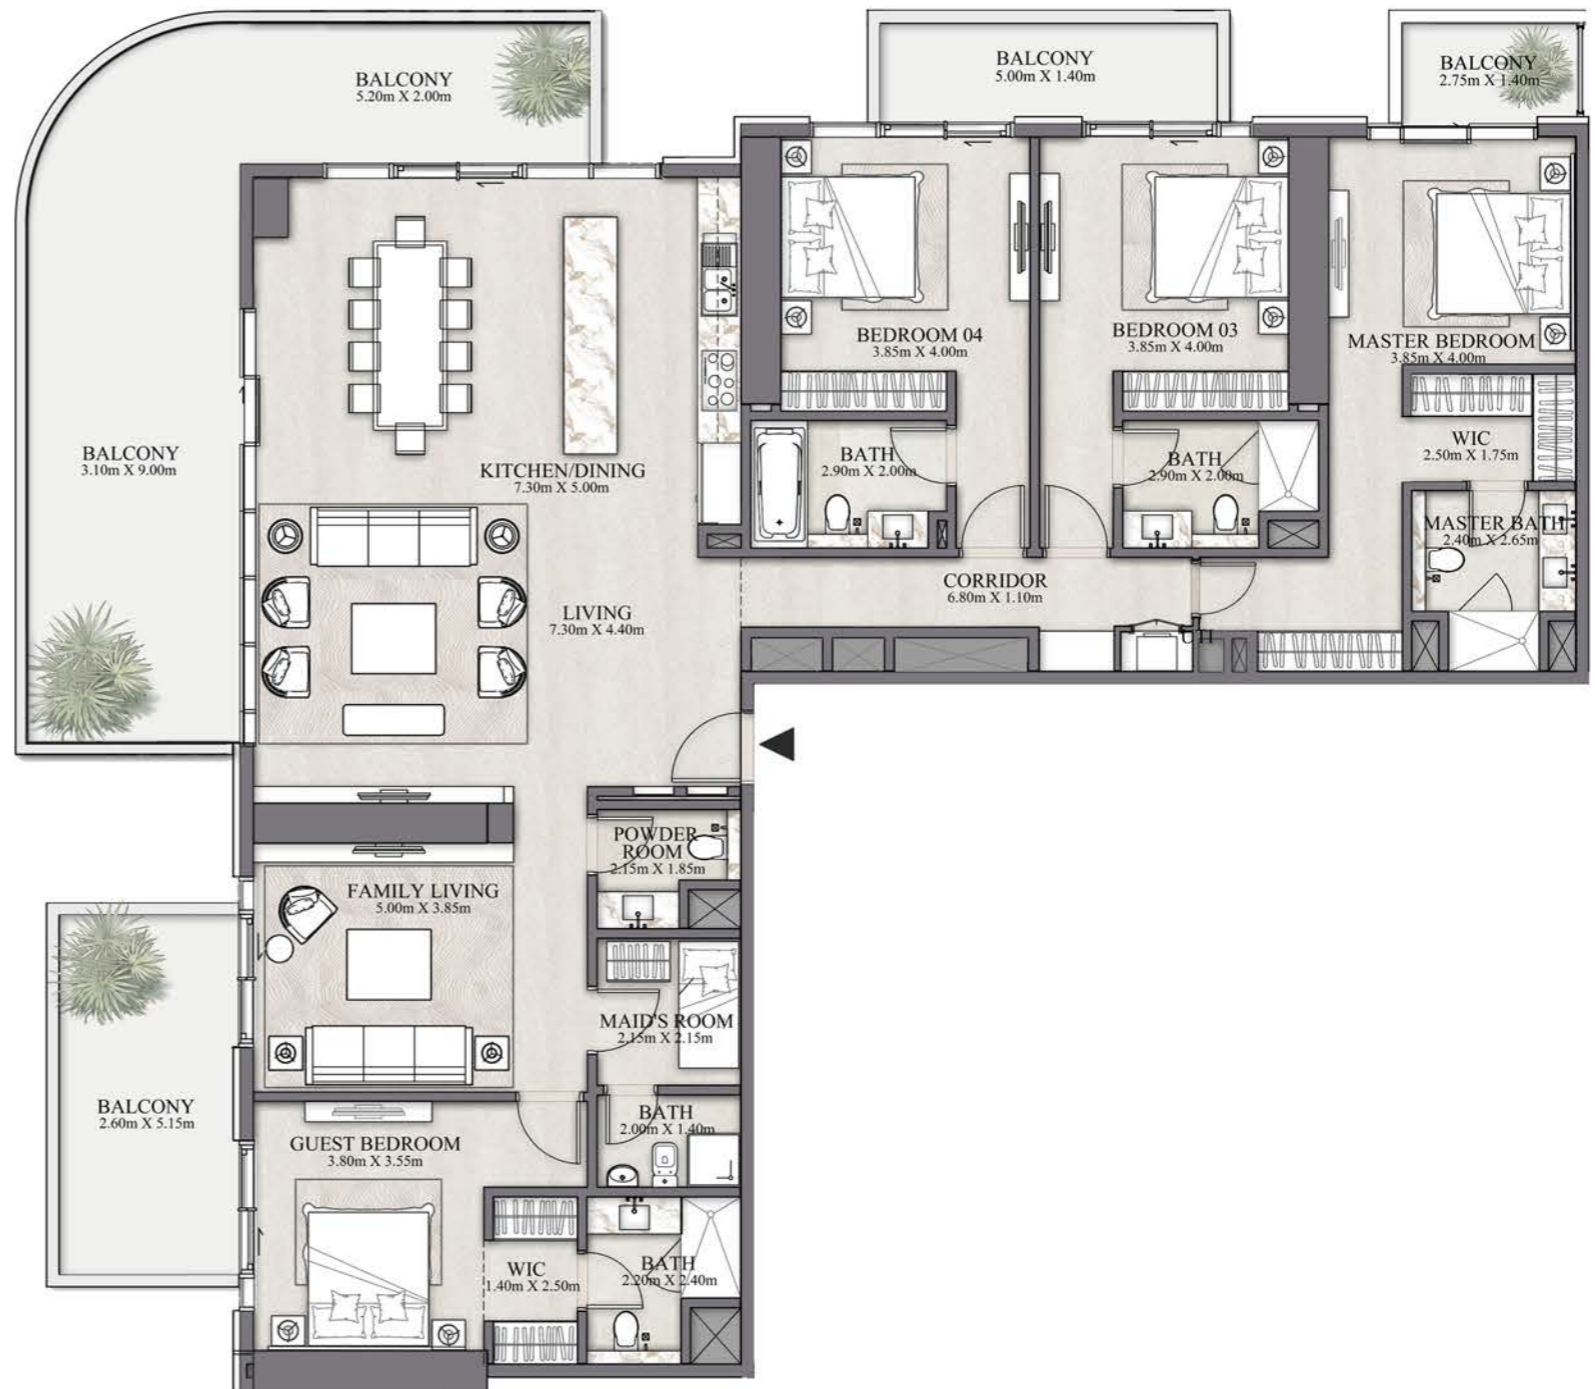 BALCONY
5.20m X 2.00m
BALCONY
5.00m X 1.40m
BALCONY
2.75m X 1.40m
BEDROOM 04
3.85m X 4.00m
BEDROOM 03
3.85m X 4.00m
MASTER BEDROOM
3.85m X 4.00m
BALCONY
3.10m X 9.00m
KITCHEN/DINING
7.30m X 5.00m
BATH
2.90m X 2.00m
BATH
2.90m X 2.00m
WIC
2.50m X 1.75m
MASTER BATH
2.40m X 2.65m
LIVING
7.30m X 4.40m
CORRIDOR
6.80m X 1.10m
POWDER
ROOM
2.15m X 1.85m
FAMILY LIVING
5.00m X 3.85m
MAID'S ROOM
2.15m X 2.15m
BALCONY
2.60m X 5.15m
BATH
2.00m X 1.40m
GUEST BEDROOM
3.80m X 3.55m
WIC
1.40m X 2.50m
BATH
2.20m X 2.40m